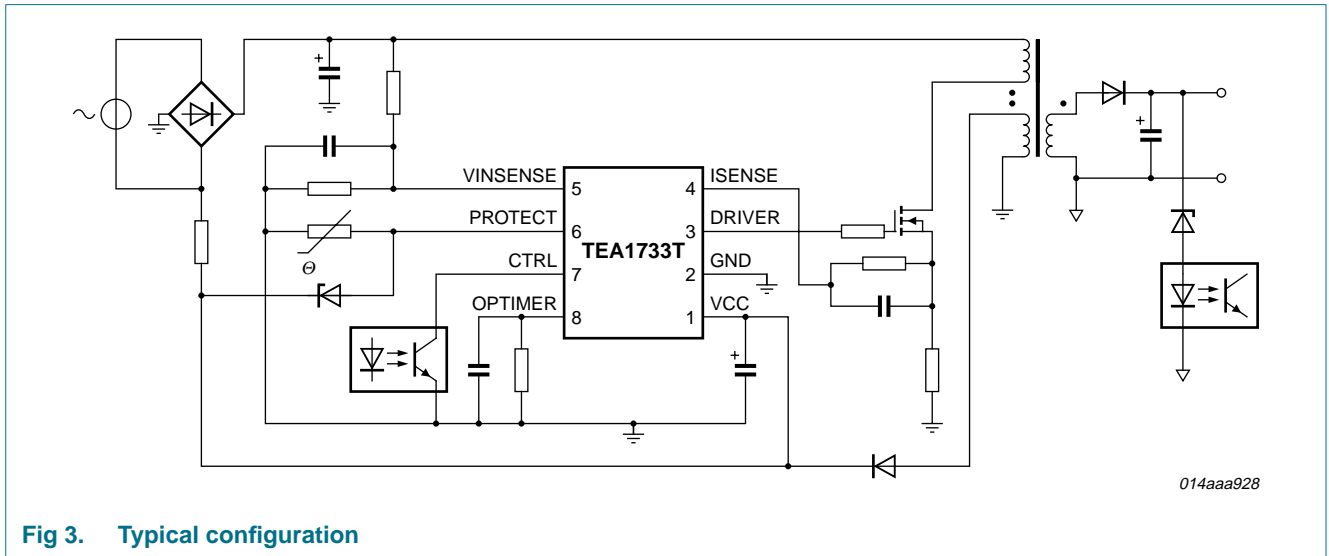 VINSENSE 5
4 ISENSE
PROTECT 6
3 DRIVER
TEA1733T
CTRL 7
2 GND
Θ
OPTIMER 8
1 VCC
+
+
+
014aaa928
Fig 3. Typical configuration